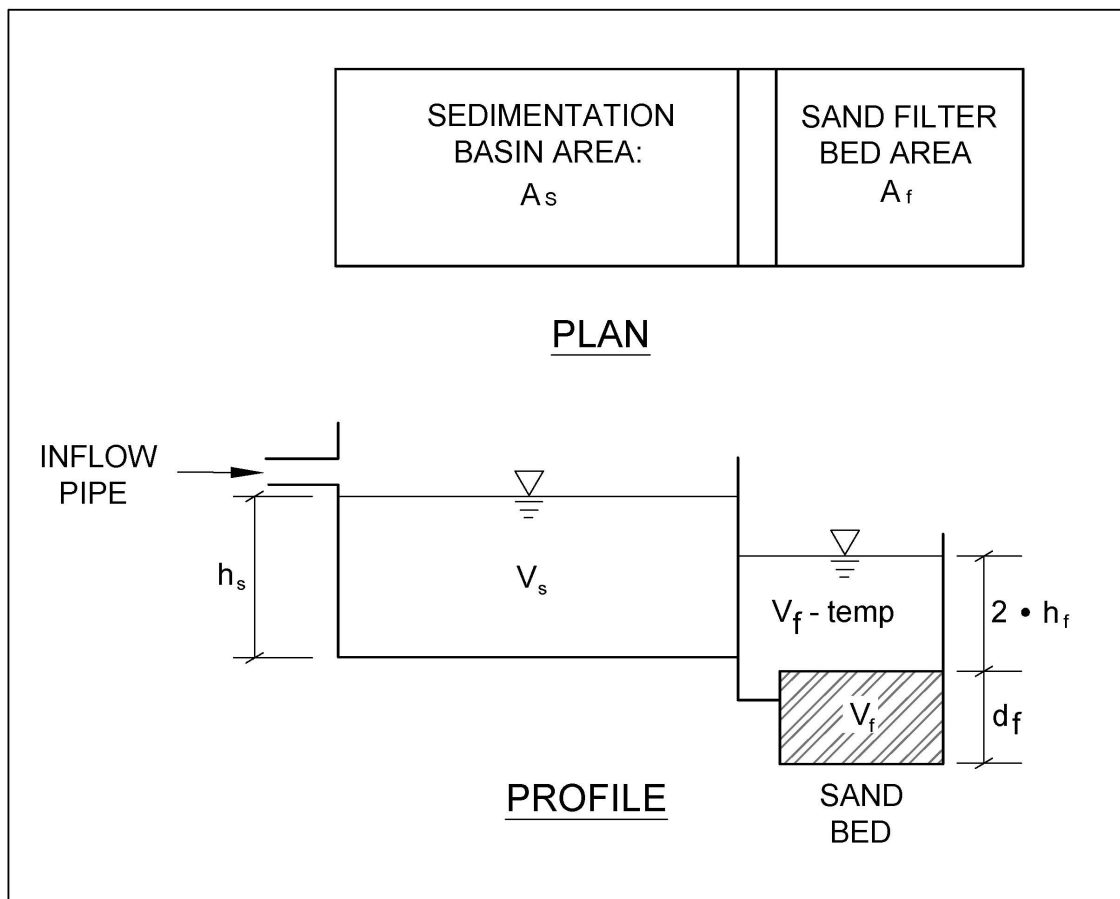 SEDIMENTATION
BASIN AREA:
As
SAND FILTER
BED AREA
Af
PLAN
INFLOW
PIPE
hs
Vs
Vf - temp
2 • hf
Vf
df
PROFILE
SAND
BED